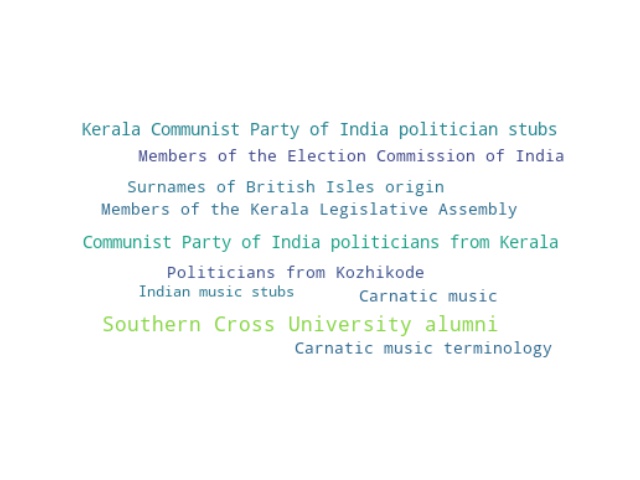 Kerala Communist Party of India politician stubs
Members of the Election Commission of India
Surnames of British Isles origin
Members of the Kerala Legislative Assembly
Communist Party of India politicians from Kerala
Politicians from Kozhikode
Indian music stubs
Carnatic music
Southern Cross University alumni
Carnatic music terminology